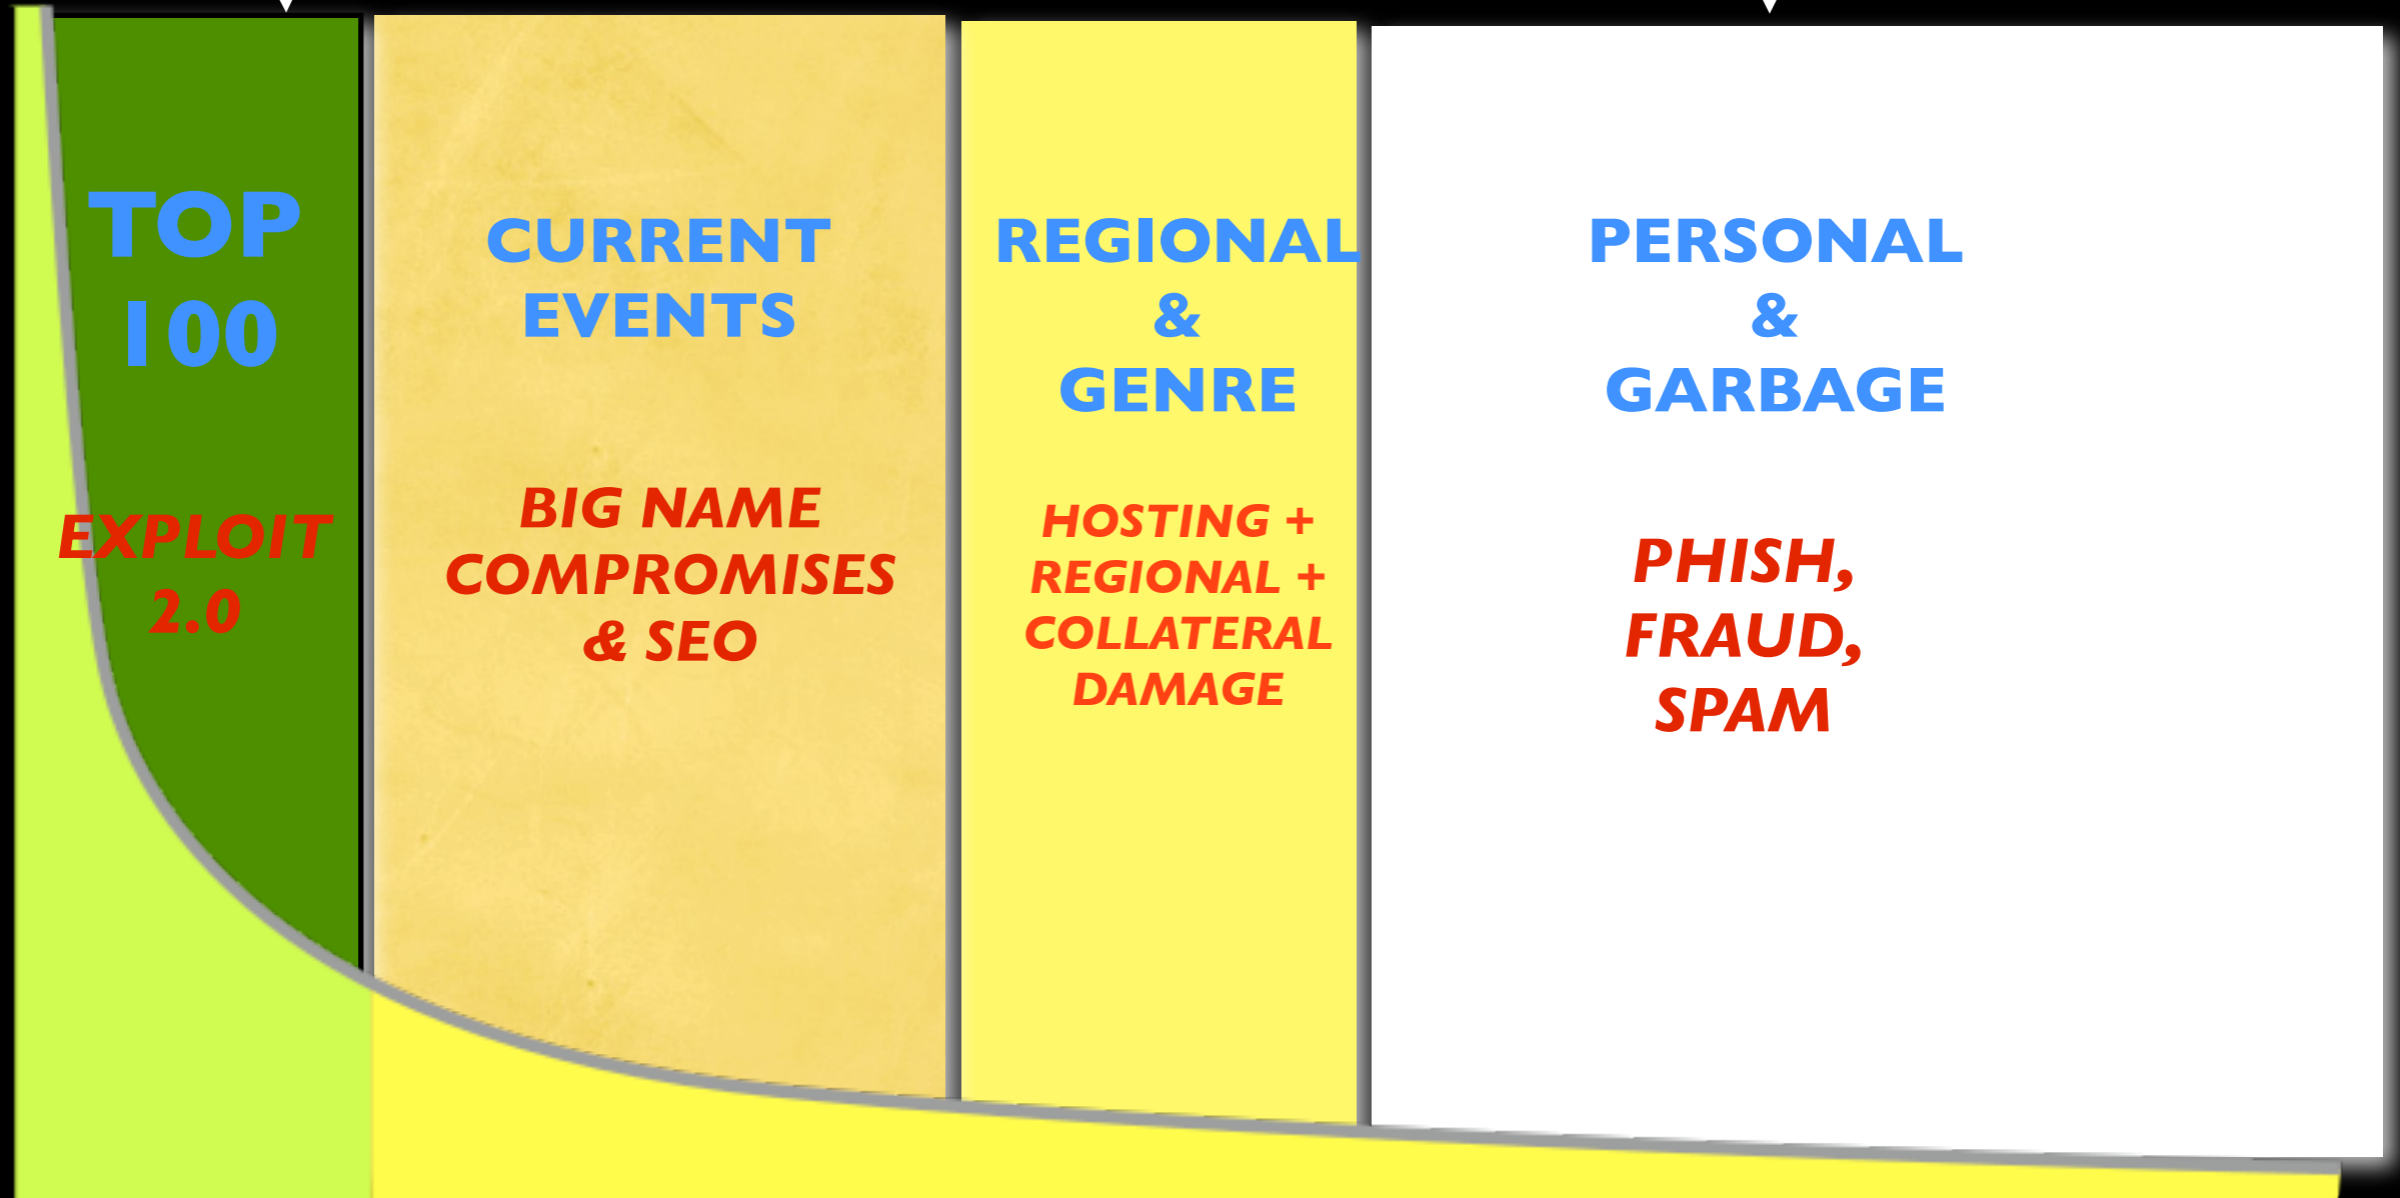 TOP
100
EXPLOIT
2.0
CURRENT
EVENTS
BIG NAME
COMPROMISES
& SEO
REGIONAL
&
GENRE
HOSTING +
REGIONAL +
COLLATERAL
DAMAGE
PERSONAL
&
GARBAGE
PHISH,
FRAUD,
SPAM